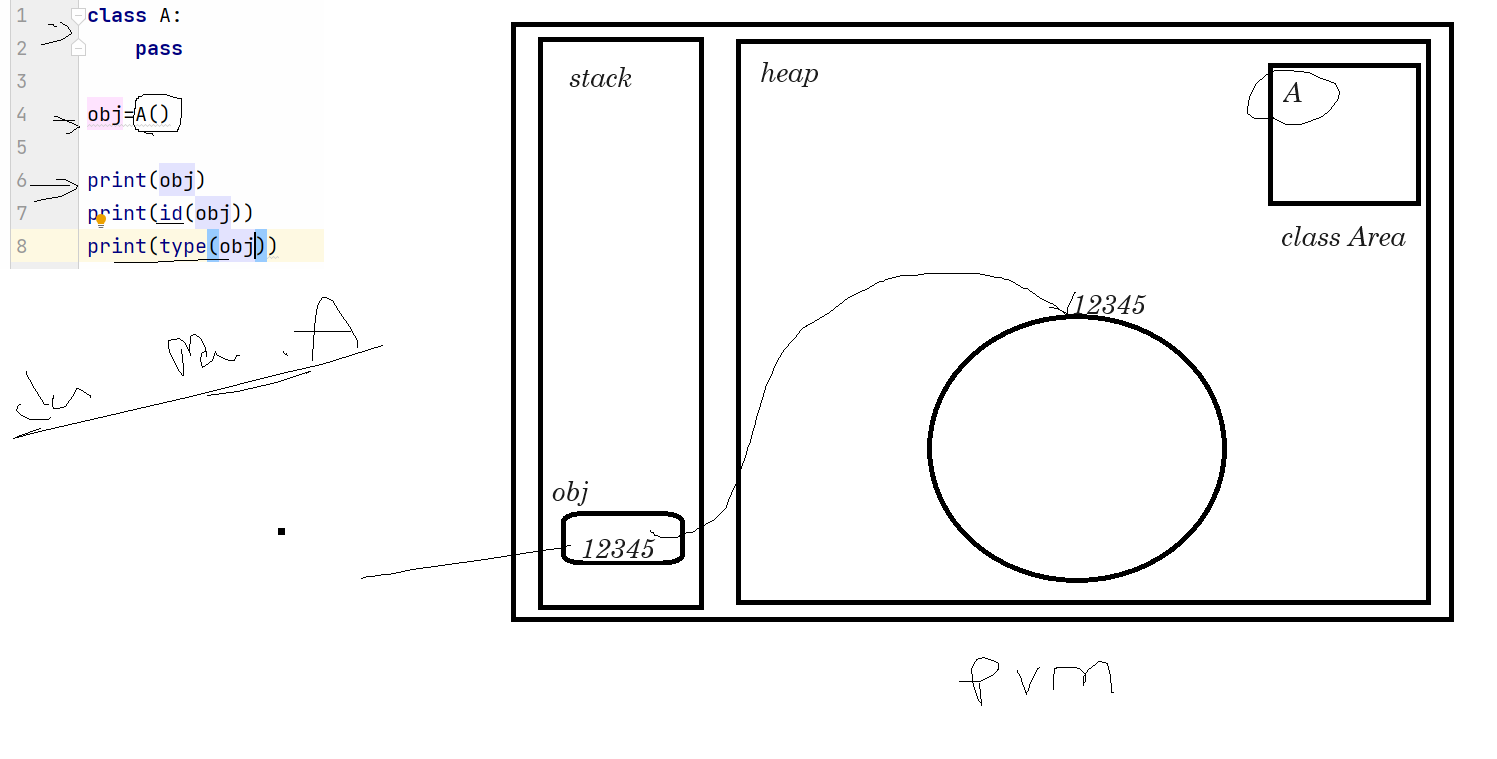 1 class A:
2 pass
3
4 obj=A()
5
6 print(obj)
7 print(id(obj))
8 print(type(obj))
stack
heap
A
class Area
12345
obj
12345
A
PVM